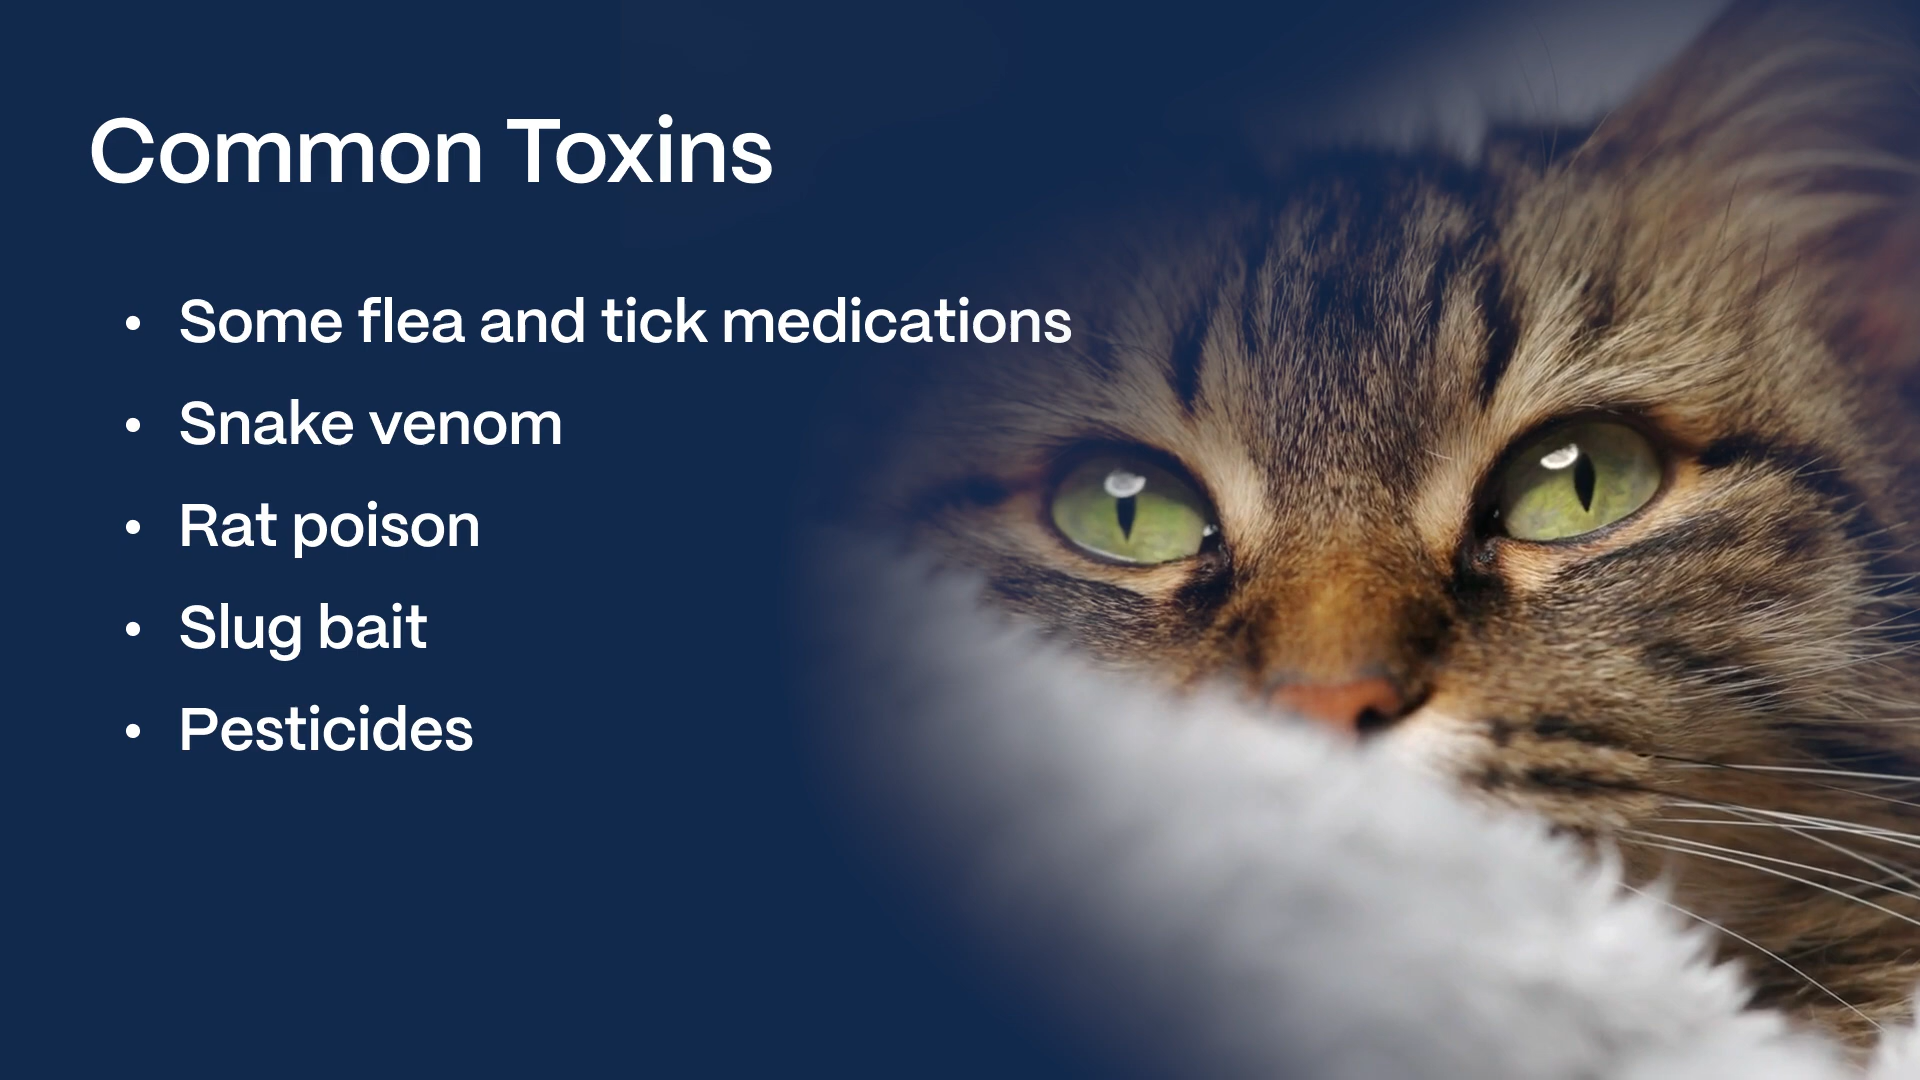 Common Toxins
• Some flea and tick medications
• Snake venom
• Rat poison
• Slug bait
• Pesticides